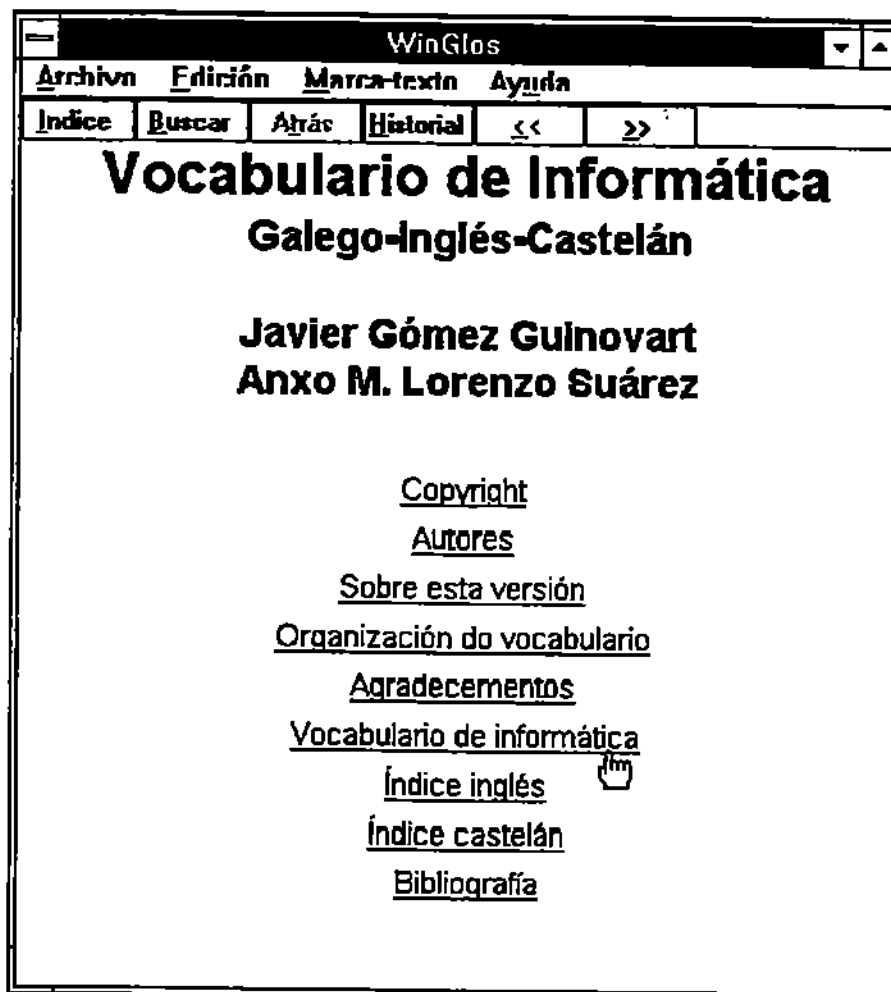 WinGlos
Archivo Edición Marca-texto Ayuda
Indice Buscar Atrás Historial << >>
Vocabulario de Informática
Galego-Inglés-Castelán
Javier Gómez Guinovart
Anxo M. Lorenzo Suárez
Copyright
Autores
Sobre esta versión
Organización do vocabulario
Agradecementos
Vocabulario de informática
Índice inglés
Índice castelán
Bibliografía